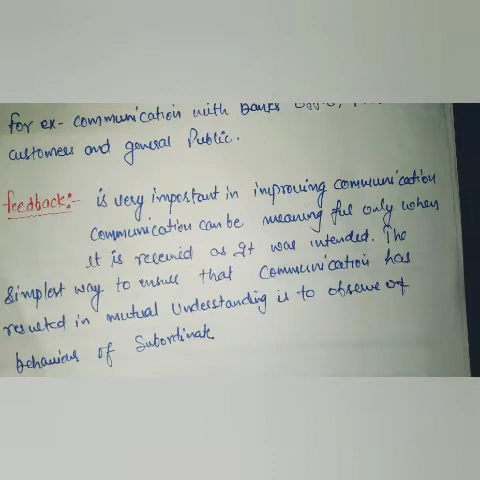 for ex- communication with Banks
customers and general Public.
feedback:- is very important in improving communication
communication can be meaning ful only when
it is received as It was intended. The
Simplest way to ensure that communication has
resulted in mutual Understanding is to observe of
behaviour of Subordinate